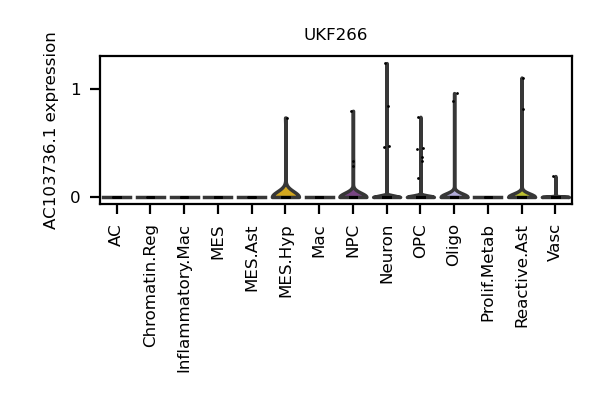 UKF266
AC103736.1 expression
1
0
AC
Chromatin.Reg
Inflammatory.Mac
MES
MES.Ast
MES.Hyp
Mac
NPC
Neuron
OPC
Oligo
Prolif.Metab
Reactive.Ast
Vasc